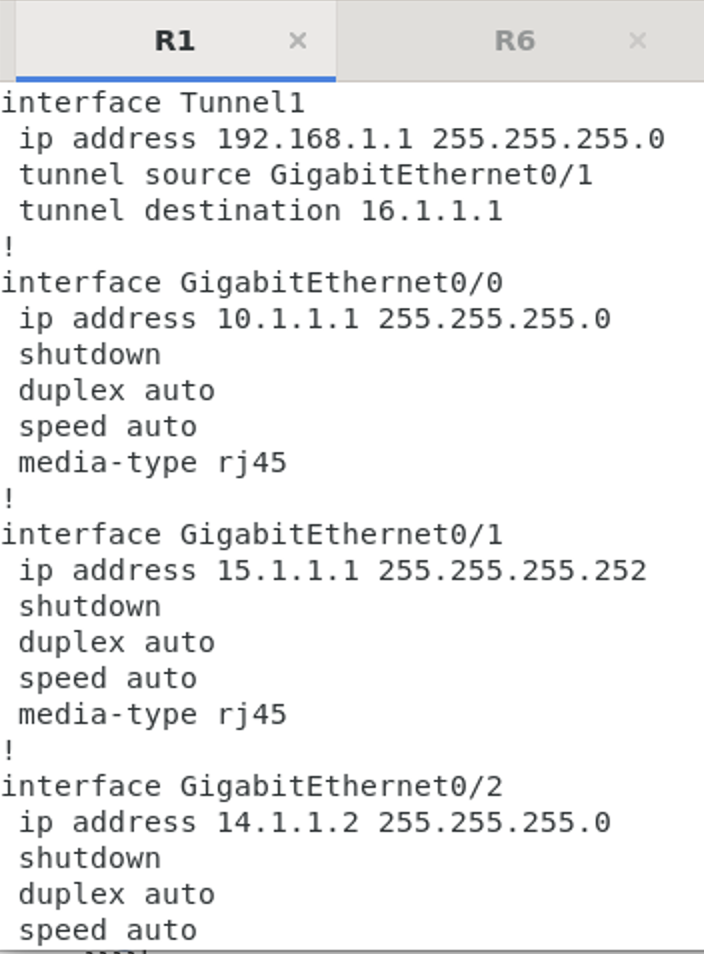 R1 × R6 ×
interface Tunnel1
 ip address 192.168.1.1 255.255.255.0
 tunnel source GigabitEthernet0/1
 tunnel destination 16.1.1.1
!
interface GigabitEthernet0/0
 ip address 10.1.1.1 255.255.255.0
 shutdown
 duplex auto
 speed auto
 media-type rj45
!
interface GigabitEthernet0/1
 ip address 15.1.1.1 255.255.255.252
 shutdown
 duplex auto
 speed auto
 media-type rj45
!
interface GigabitEthernet0/2
 ip address 14.1.1.2 255.255.255.0
 shutdown
 duplex auto
 speed auto